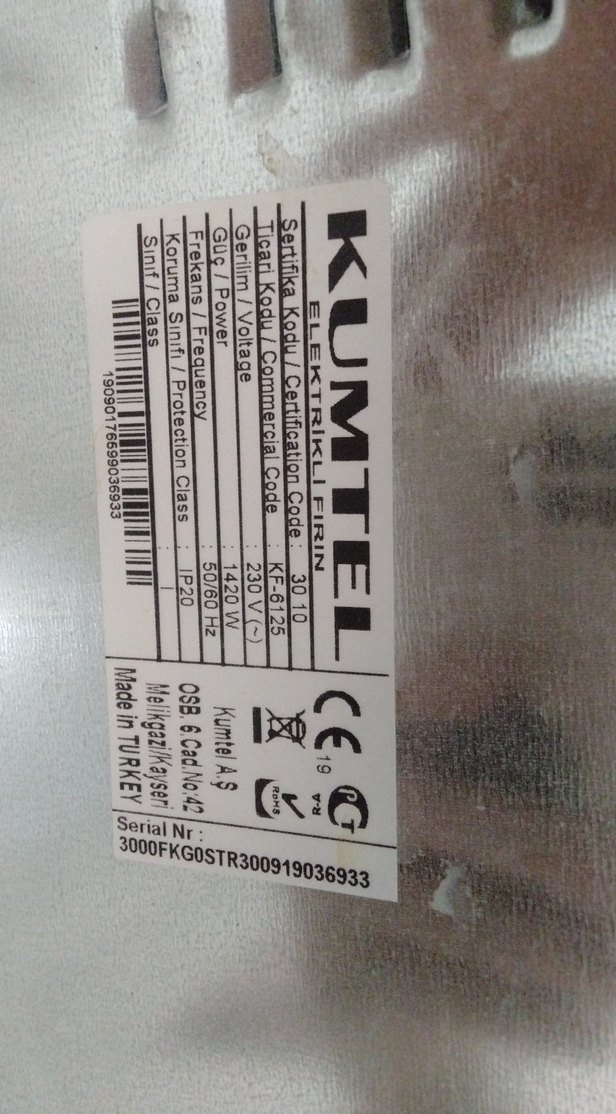 KUMTEL
ELEKTRİKLİ FIRIN
Sertifika Kodu / Certification Code : 30 10
Ticari Kodu / Commercial Code : KF-6125
Gerilim / Voltage : 230 V (~)
Güç / Power : 1420 W
Frekans / Frequency : 50/60 Hz
Koruma Sınıfı / Protection Class : IP20
Sınıf / Class : I
19090176599036933
CE 19
PCT
A-R
RoHS
Kumtel A.Ş
OSB. 6.Cad.No:42
Melikgazi/Kayseri
Made in TURKEY
Serial Nr :
3000FKG0STR300919036933